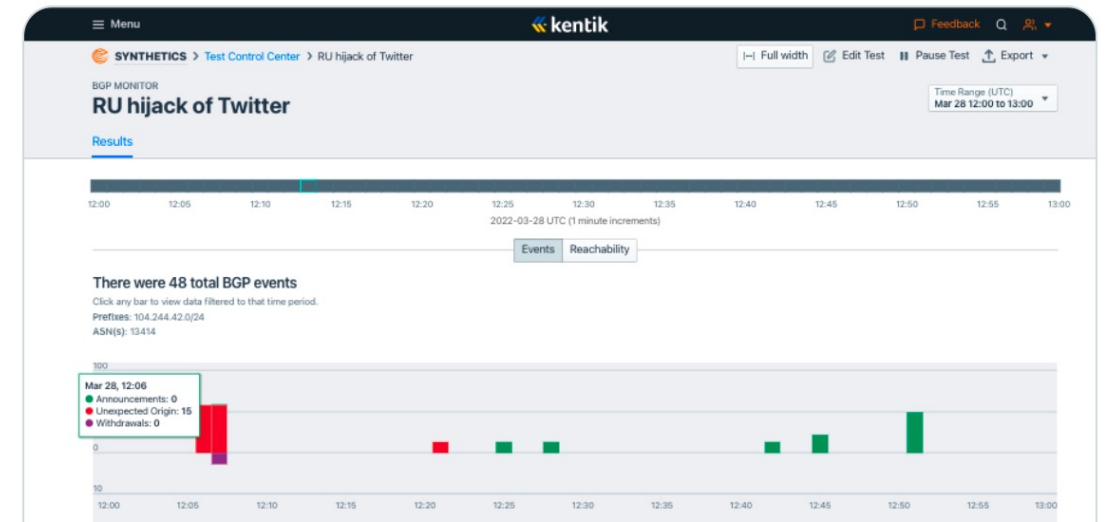 Menu
kentik
Feedback
SYNTHETICS > Test Control Center > RU hijack of Twitter
Full width
Edit Test
Pause Test
Export
BGP MONITOR
RU hijack of Twitter
Time Range (UTC)
Mar 28 12:00 to 13:00
Results
12:00 12:05 12:10 12:15 12:20 12:25 12:30 12:35 12:40 12:45 12:50 12:55 13:00
2022-03-28 UTC (1 minute increments)
Events Reachability
There were 48 total BGP events
Click any bar to view data filtered to that time period.
Prefixes: 104.244.42.0/24
ASN(s): 13414
100
Mar 28, 12:06
Announcements: 0
Unexpected Origin: 15
Withdrawals: 0
0
10
12:00 12:05 12:10 12:15 12:20 12:25 12:30 12:35 12:40 12:45 12:50 12:55 13:00